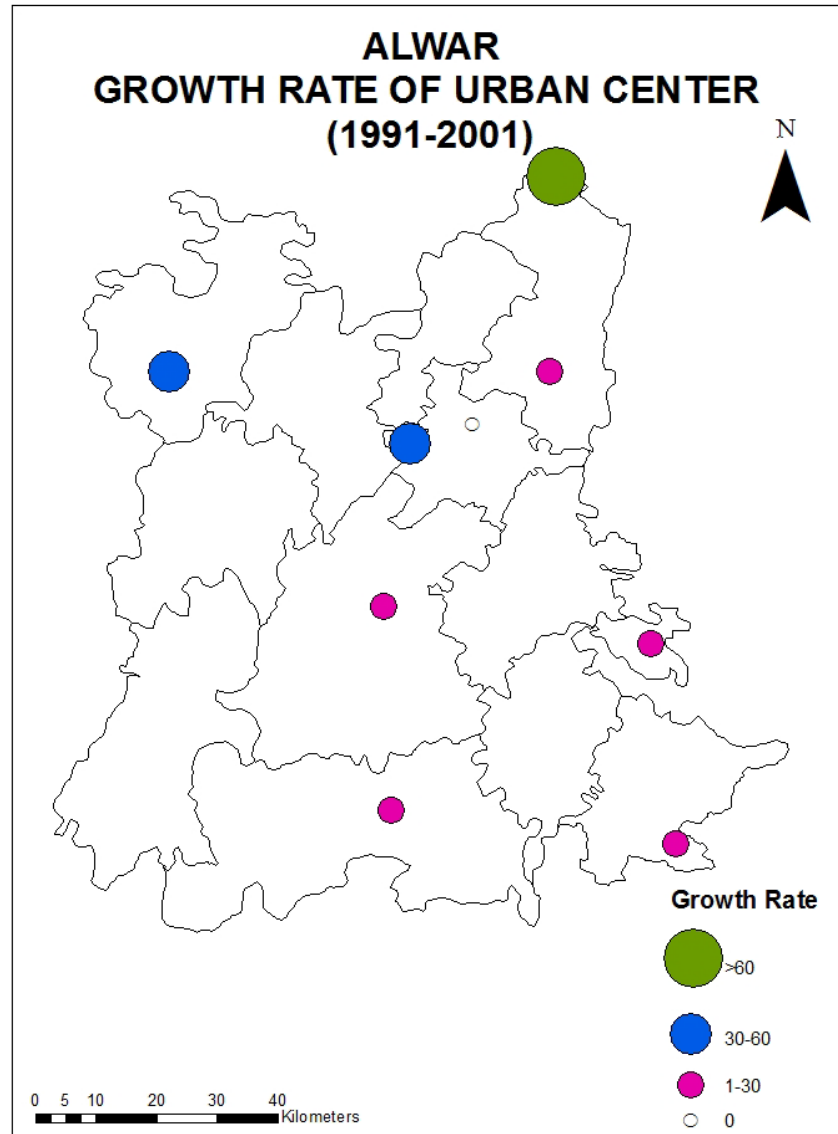 ALWAR
GROWTH RATE OF URBAN CENTER
(1991-2001)
N
Growth Rate
>60
30-60
1-30
0
0 5 10 20 30 40
Kilometers